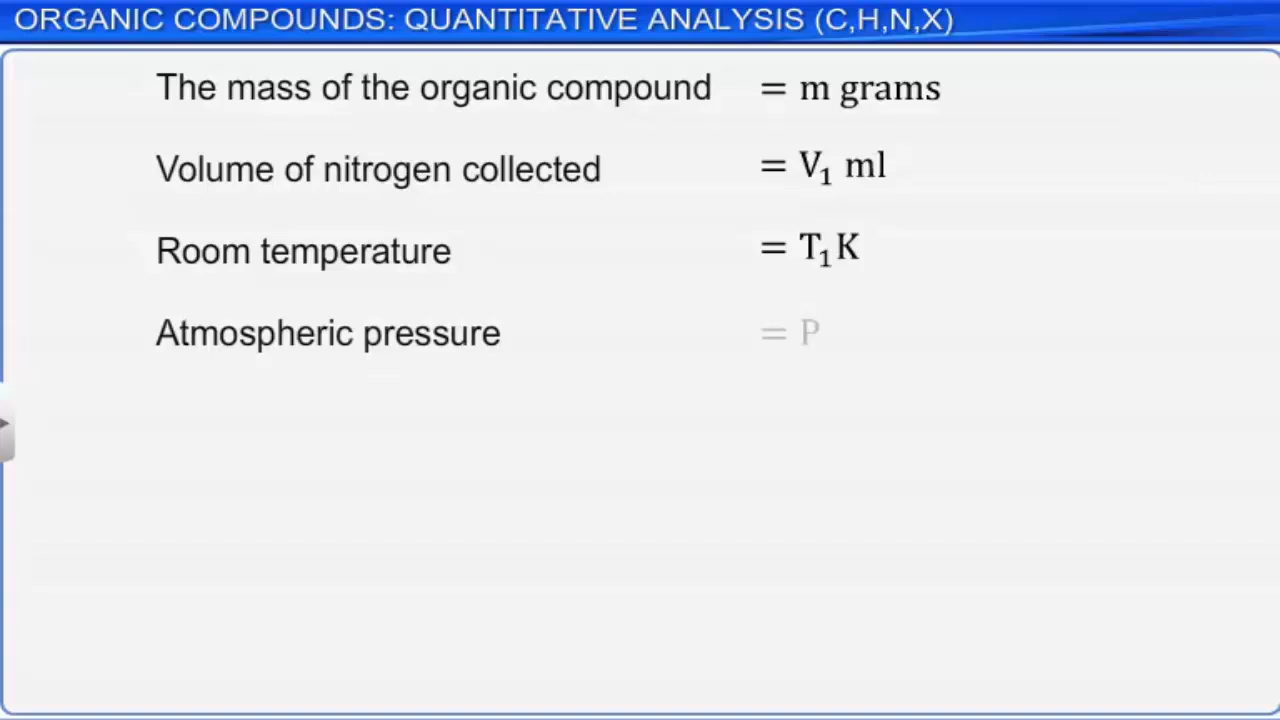 ORGANIC COMPOUNDS: QUANTITATIVE ANALYSIS (C,H,N,X)
The mass of the organic compound = m grams
Volume of nitrogen collected = V₁ ml
Room temperature = T₁K
Atmospheric pressure = P